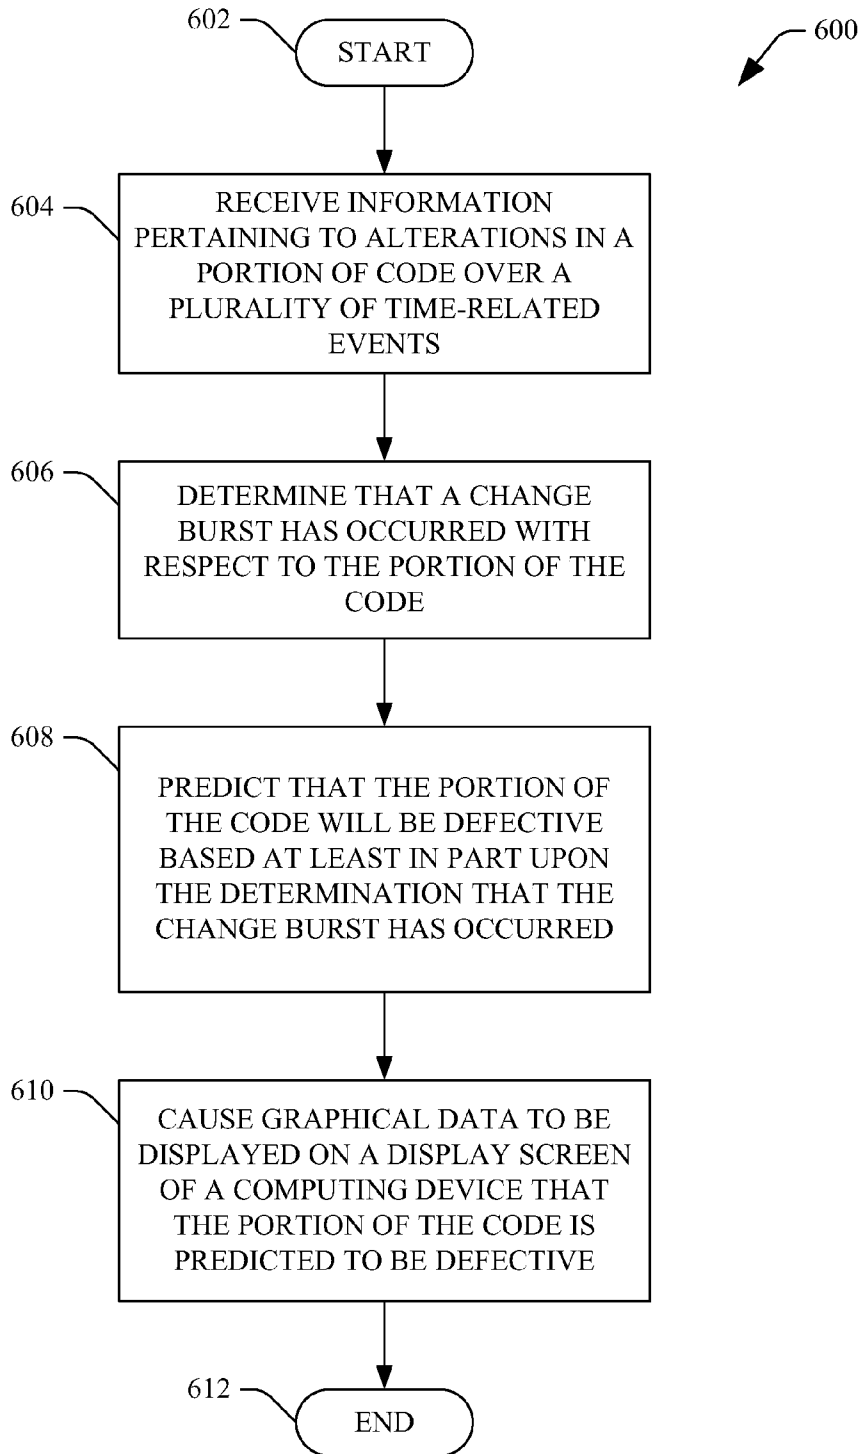 602
START
600
604
RECEIVE INFORMATION
PERTAINING TO ALTERATIONS IN A
PORTION OF CODE OVER A
PLURALITY OF TIME-RELATED
EVENTS
606
DETERMINE THAT A CHANGE
BURST HAS OCCURRED WITH
RESPECT TO THE PORTION OF THE
CODE
608
PREDICT THAT THE PORTION OF
THE CODE WILL BE DEFECTIVE
BASED AT LEAST IN PART UPON
THE DETERMINATION THAT THE
CHANGE BURST HAS OCCURRED
610
CAUSE GRAPHICAL DATA TO BE
DISPLAYED ON A DISPLAY SCREEN
OF A COMPUTING DEVICE THAT
THE PORTION OF THE CODE IS
PREDICTED TO BE DEFECTIVE
612
END